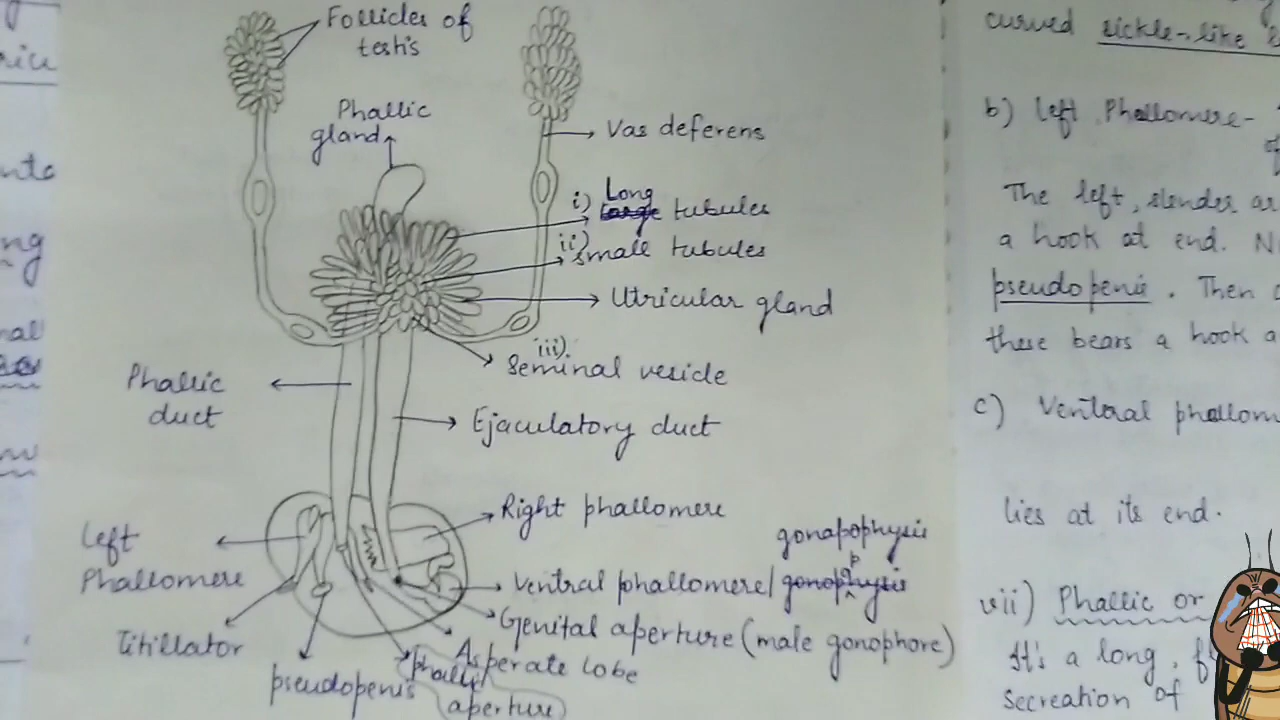 Follicles of
testis
Phallic
gland
Vas deferens
i) Long
tubules
ii) small tubules
Utricular gland
iii).
Seminal vesicle
Phallic
duct
Ejaculatory duct
Right phallomere
Left
Phallomere
gonapophysis
Ventral phallomere/
Genital aperture (male gonophore)
Titillator
Asperate lobe
pseudopenis
phallic
aperture
curved sickle-like
b) left Phallomere-
of
The left, slender
a hook at end.
pseudopenis. Then
these bears a hook a
c) Ventral phallom
lies at its end.
vii) Phallic or
It's a long,
secreation of